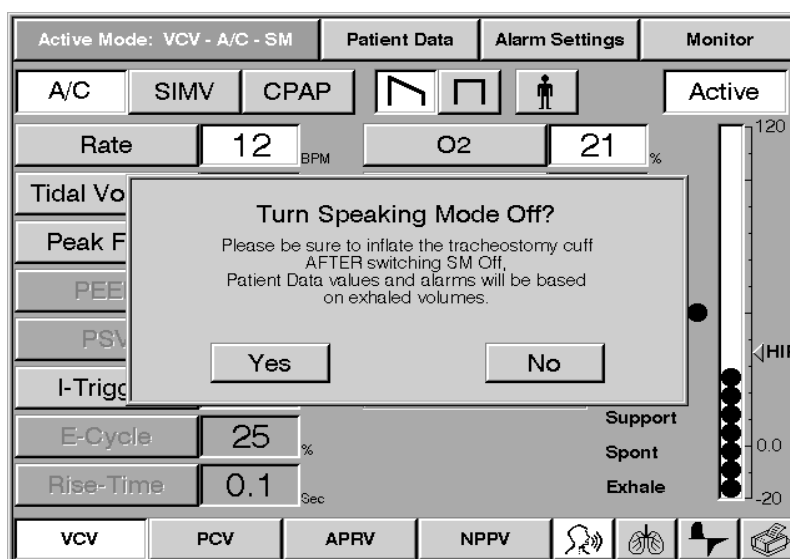 Active Mode: VCV - A/C - SM Patient Data Alarm Settings Monitor
A/C SIMV CPAP Active
Rate 12 BPM O2 21 % 120
Tidal Vo
Turn Speaking Mode Off?
Peak F
Please be sure to inflate the tracheostomy cuff
AFTER switching SM Off,
Patient Data values and alarms will be based
on exhaled volumes.
PEE
PSV
HIP
Yes No
I-Trigg
Support
E-Cycle 25 %
Spont 0.0
Rise-Time 0.1 Sec
Exhale
-20
VCV PCV APRV NPPV